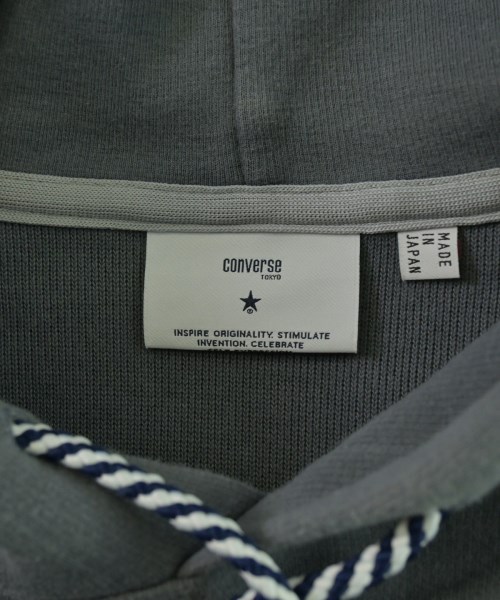 converse
TOKYO
®
INSPIRE ORIGINALITY. STIMULATE
INVENTION. CELEBRATE
MADE
IN
JAPAN